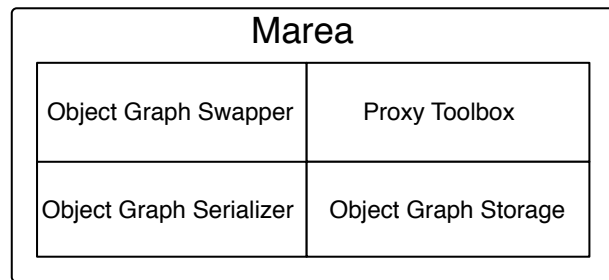 Marea
Object Graph Swapper
Proxy Toolbox
Object Graph Serializer
Object Graph Storage